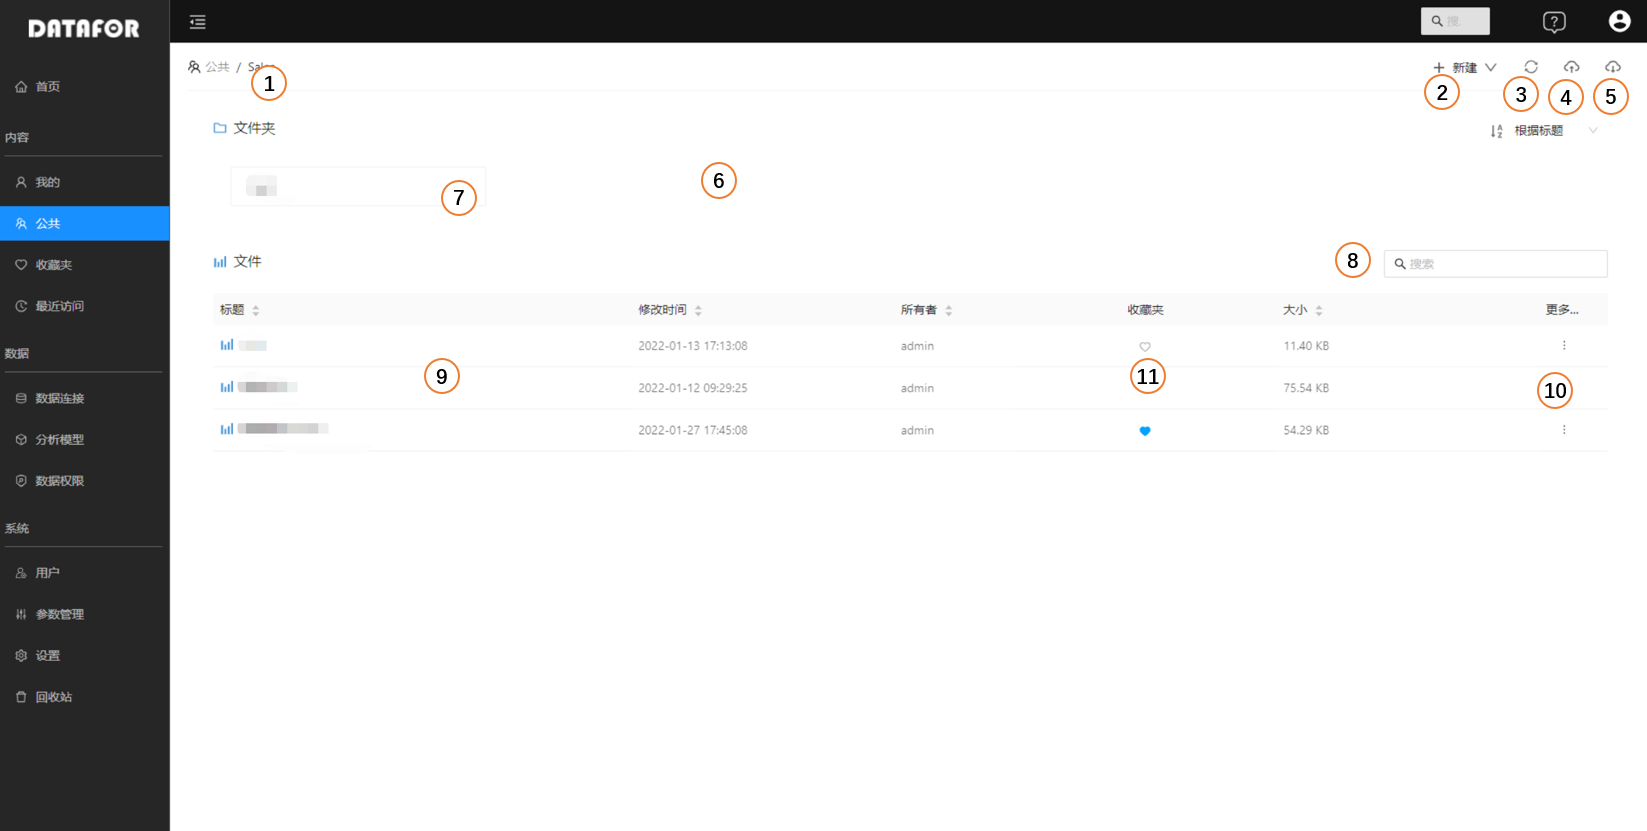 DATAFOR
搜
首页
内容
我的
公共
收藏夹
最近访问
数据
数据连接
分析模型
数据权限
系统
用户
参数管理
设置
回收站
公共 / Sales
新建
1
2
3
4
5
文件夹
根据标题
6
7
文件
8
搜索
标题 修改时间 所有者 收藏夹 大小 更多...
2022-01-13 17:13:08 admin 11.40 KB
9
11
10
2022-01-12 09:29:25 admin 75.54 KB
2022-01-27 17:45:08 admin 54.29 KB